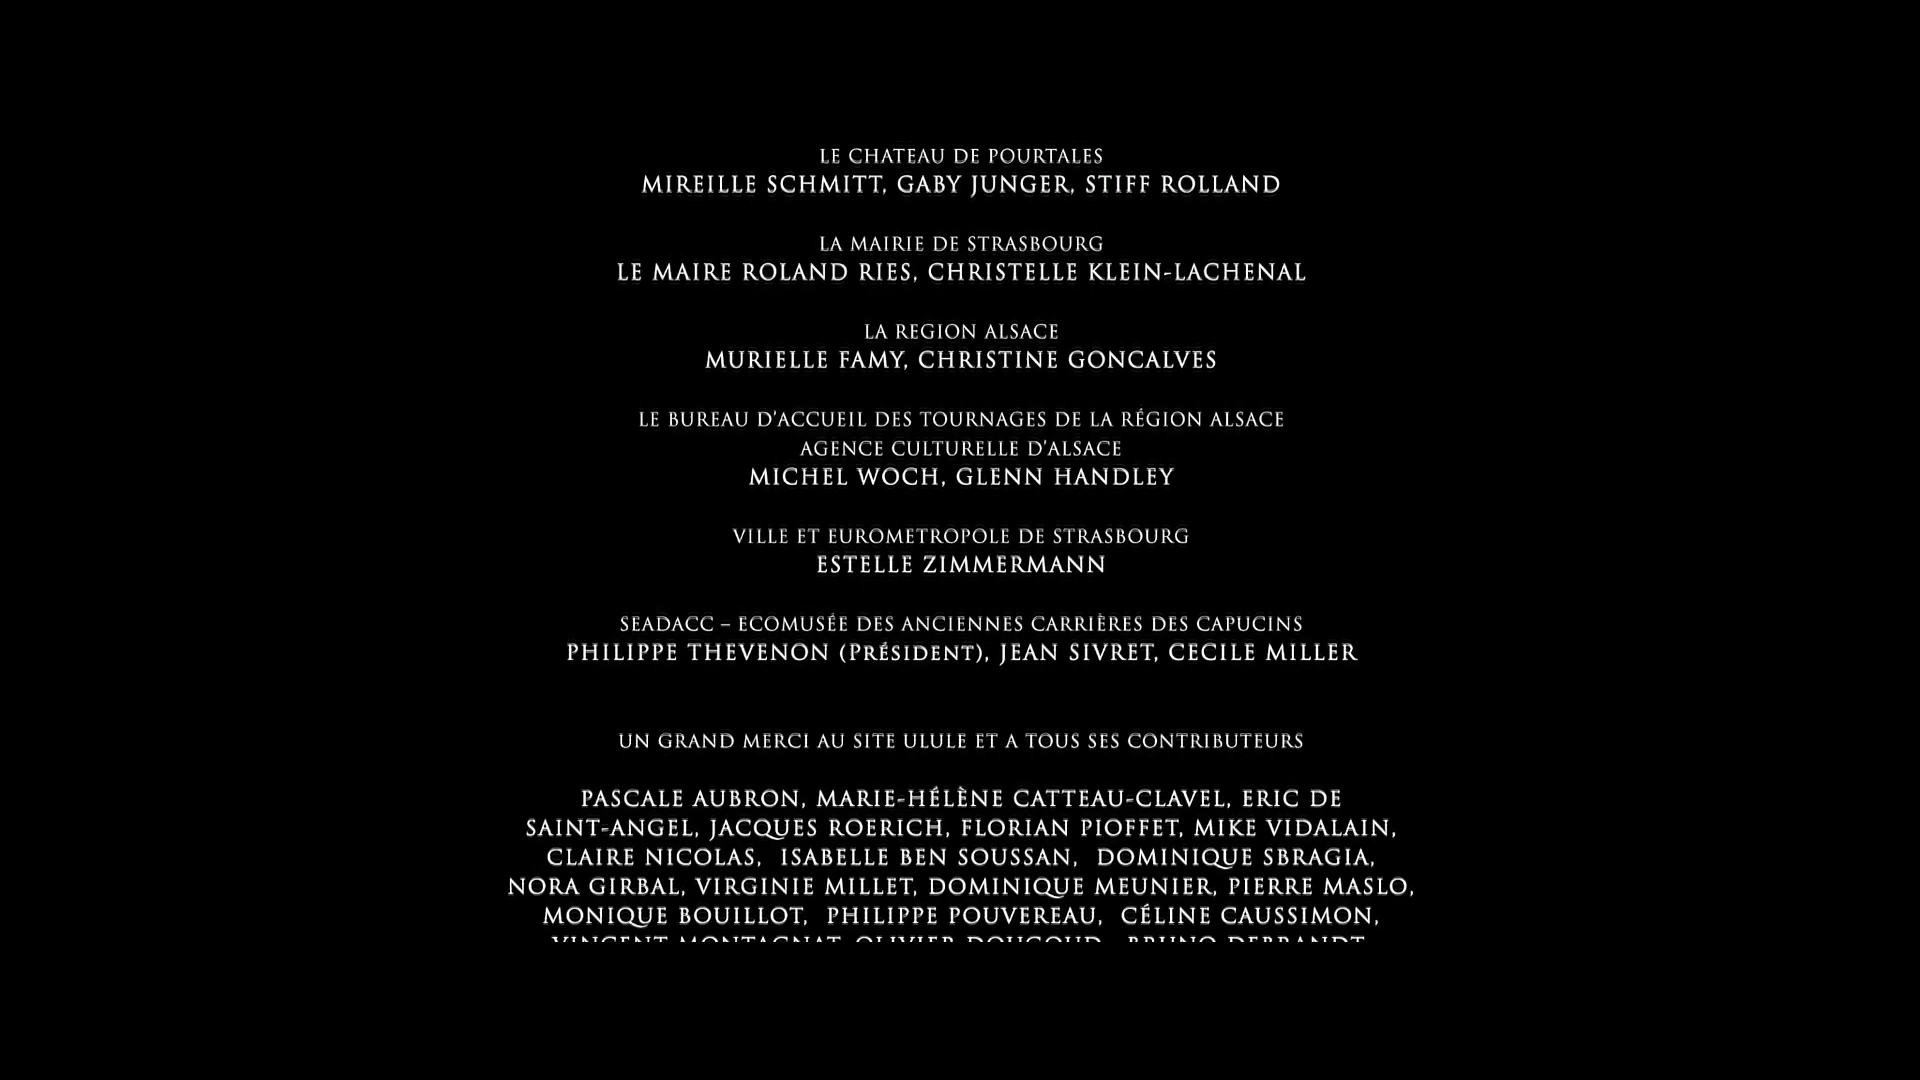 LE CHATEAU DE POURTALES
MIREILLE SCHMITT, GABY JUNGER, STIFF ROLLAND
LA MAIRIE DE STRASBOURG
LE MAIRE ROLAND RIES, CHRISTELLE KLEIN-LACHENAL
LA REGION ALSACE
MURIELLE FAMY, CHRISTINE GONCALVES
LE BUREAU D'ACCUEIL DES TOURNAGES DE LA RÉGION ALSACE
AGENCE CULTURELLE D'ALSACE
MICHEL WOCH, GLENN HANDLEY
VILLE ET EUROMETROPOLE DE STRASBOURG
ESTELLE ZIMMERMANN
SEADACC – ECOMUSÉE DES ANCIENNES CARRIÈRES DES CAPUCINS
PHILIPPE THEVENON (PRÉSIDENT), JEAN SIVRET, CECILE MILLER
UN GRAND MERCI AU SITE ULULE ET A TOUS SES CONTRIBUTEURS
PASCALE AUBRON, MARIE-HÉLÈNE CATTEAU-CLAVEL, ERIC DE
SAINT-ANGEL, JACQUES ROERICH, FLORIAN PIOFFET, MIKE VIDALAIN,
CLAIRE NICOLAS, ISABELLE BEN SOUSSAN, DOMINIQUE SBRAGIA,
NORA GIRBAL, VIRGINIE MILLET, DOMINIQUE MEUNIER, PIERRE MASLO,
MONIQUE BOUILLOT, PHILIPPE POUVEREAU, CÉLINE CAUSSIMON,
VINCENT MONTAGNAT, OLIVIER